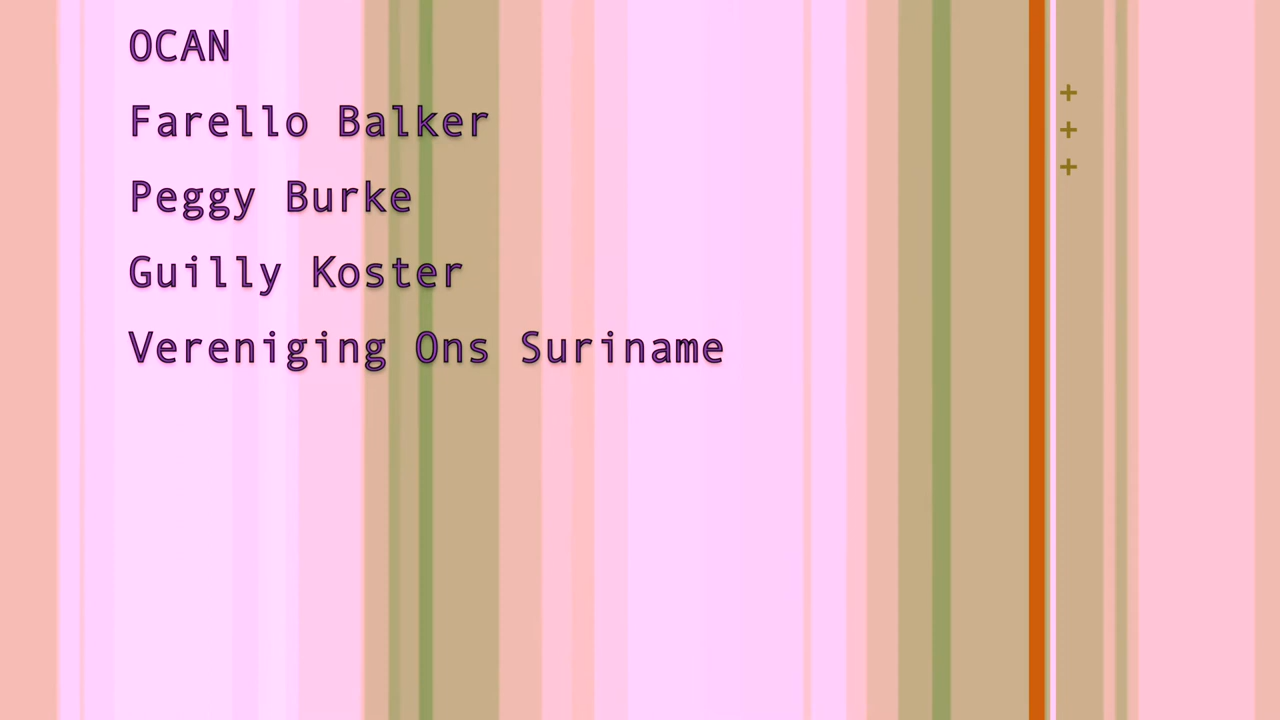 OCAN
Farello Balker
Peggy Burke
Guilly Koster
Vereniging Ons Suriname
+
+
+